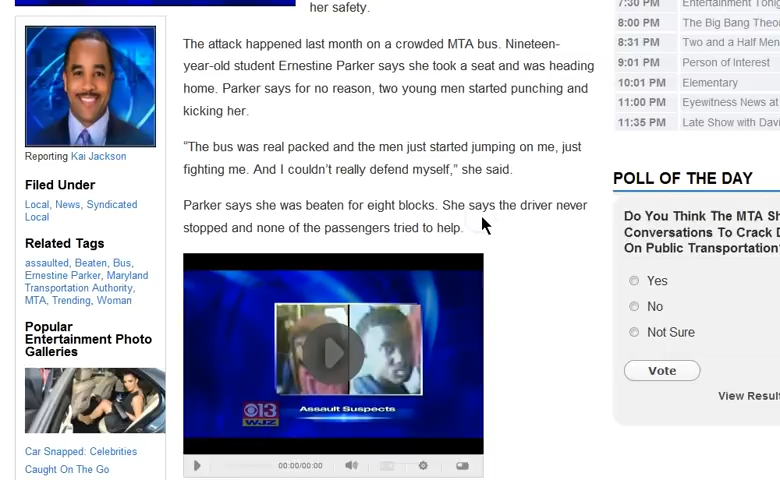 her safety.
The attack happened last month on a crowded MTA bus. Nineteen-
year-old student Ernestine Parker says she took a seat and was heading
home. Parker says for no reason, two young men started punching and
kicking her.
"The bus was real packed and the men just started jumping on me, just
fighting me. And I couldn't really defend myself," she said.
Parker says she was beaten for eight blocks. She says the driver never
stopped and none of the passengers tried to help.
Reporting Kai Jackson
Filed Under
Local, News, Syndicated
Local
Related Tags
assaulted, Beaten, Bus,
Ernestine Parker, Maryland
Transportation Authority,
MTA, Trending, Woman
Popular
Entertainment Photo
Galleries
Car Snapped: Celebrities
Caught On The Go
Assault Suspects
13
WJZ
00:00/00:00
7:30 PM Entertainment Tonig
8:00 PM The Big Bang Theor
8:31 PM Two and a Half Men
9:01 PM Person of Interest
10:01 PM Elementary
11:00 PM Eyewitness News at
11:35 PM Late Show with Davi
POLL OF THE DAY
Do You Think The MTA Sh
Conversations To Crack D
On Public Transportation?
Yes
No
Not Sure
Vote
View Resul